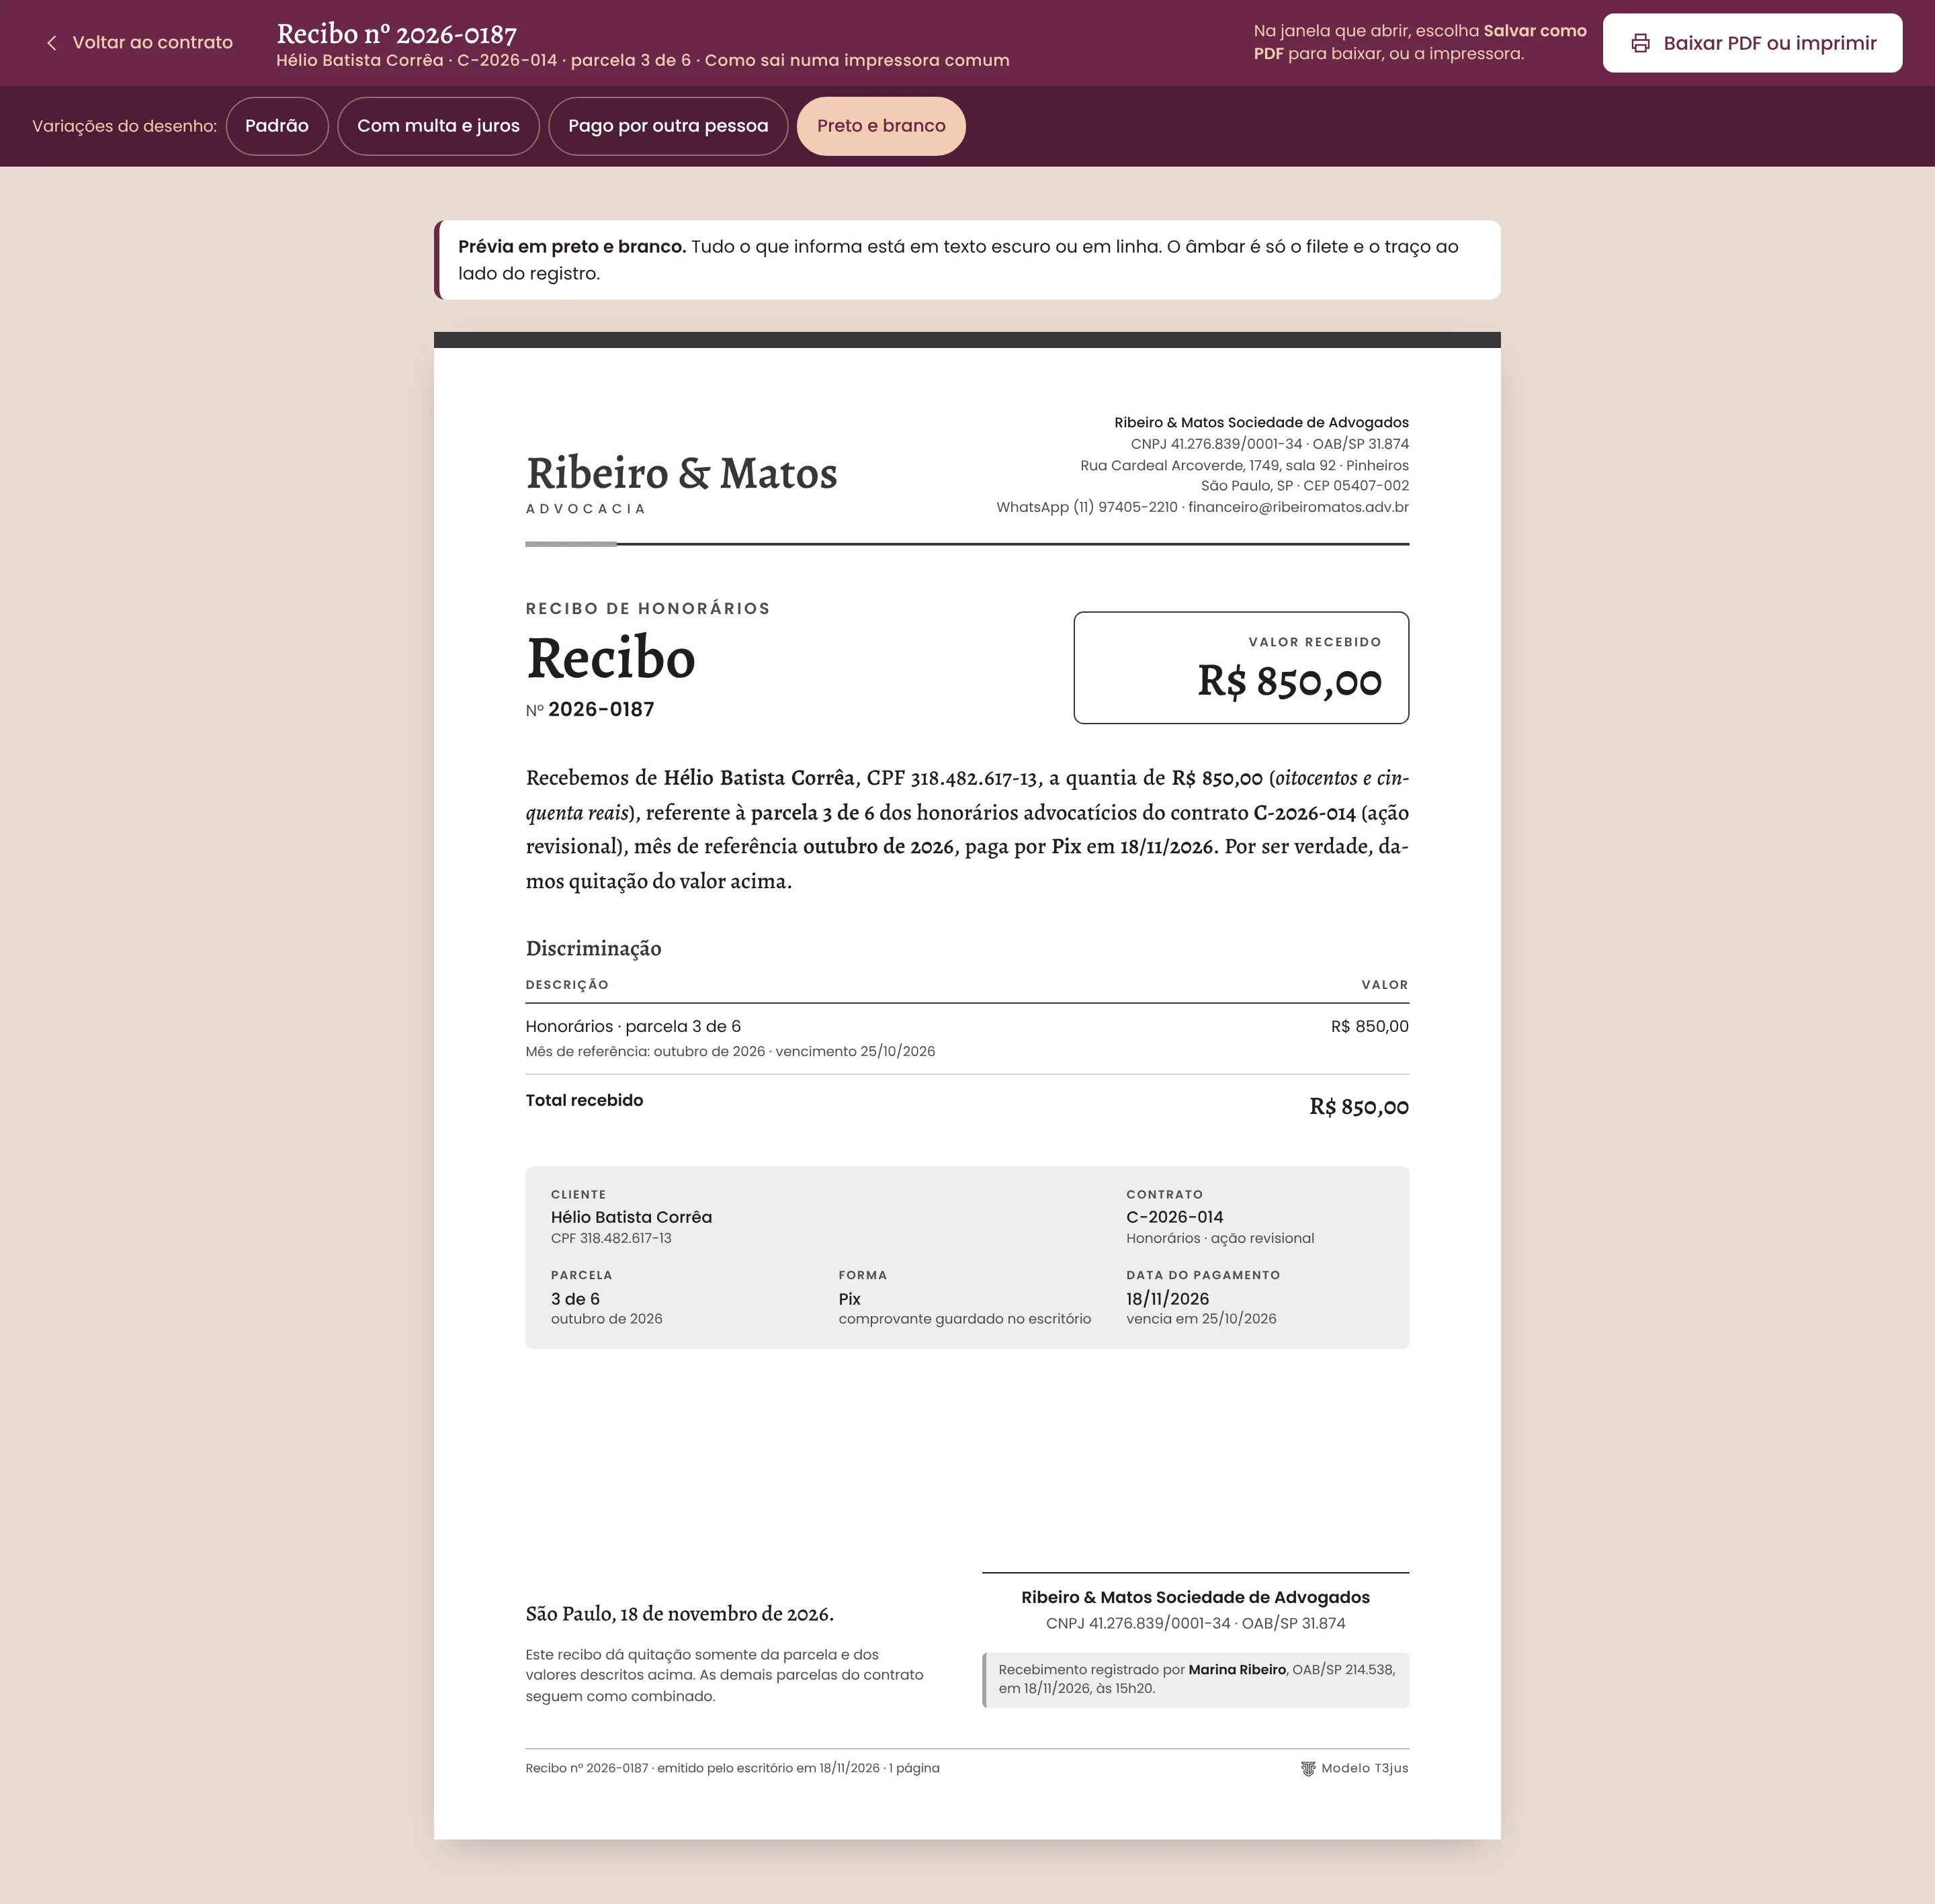 Voltar ao contrato
Recibo nº 2026-0187
Hélio Batista Corrêa · C-2026-014 · parcela 3 de 6 · Como sai numa impressora comum
Na janela que abrir, escolha Salvar como
PDF para baixar, ou a impressora.
Baixar PDF ou imprimir
Variações do desenho:
Padrão
Com multa e juros
Pago por outra pessoa
Preto e branco
Prévia em preto e branco. Tudo o que informa está em texto escuro ou em linha. O âmbar é só o filete e o traço ao
lado do registro.
Ribeiro & Matos
ADVOCACIA
Ribeiro & Matos Sociedade de Advogados
CNPJ 41.276.839/0001-34 · OAB/SP 31.874
Rua Cardeal Arcoverde, 1749, sala 92 · Pinheiros
São Paulo, SP · CEP 05407-002
WhatsApp (11) 97405-2210 · financeiro@ribeiromatos.adv.br
RECIBO DE HONORÁRIOS
Recibo
Nº 2026-0187
VALOR RECEBIDO
R$ 850,00
Recebemos de Hélio Batista Corrêa, CPF 318.482.617-13, a quantia de R$ 850,00 (oitocentos e cin-
quenta reais), referente à parcela 3 de 6 dos honorários advocatícios do contrato C-2026-014 (ação
revisional), mês de referência outubro de 2026, paga por Pix em 18/11/2026. Por ser verdade, da-
mos quitação do valor acima.
Discriminação
DESCRIÇÃO
VALOR
Honorários · parcela 3 de 6
R$ 850,00
Mês de referência: outubro de 2026 · vencimento 25/10/2026
Total recebido
R$ 850,00
CLIENTE
Hélio Batista Corrêa
CPF 318.482.617-13
CONTRATO
C-2026-014
Honorários · ação revisional
PARCELA
3 de 6
outubro de 2026
FORMA
Pix
comprovante guardado no escritório
DATA DO PAGAMENTO
18/11/2026
vencia em 25/10/2026
São Paulo, 18 de novembro de 2026.
Este recibo dá quitação somente da parcela e dos
valores descritos acima. As demais parcelas do contrato
seguem como combinado.
Ribeiro & Matos Sociedade de Advogados
CNPJ 41.276.839/0001-34 · OAB/SP 31.874
Recebimento registrado por Marina Ribeiro, OAB/SP 214.538,
em 18/11/2026, às 15h20.
Recibo nº 2026-0187 · emitido pelo escritório em 18/11/2026 · 1 página
Modelo T3jus